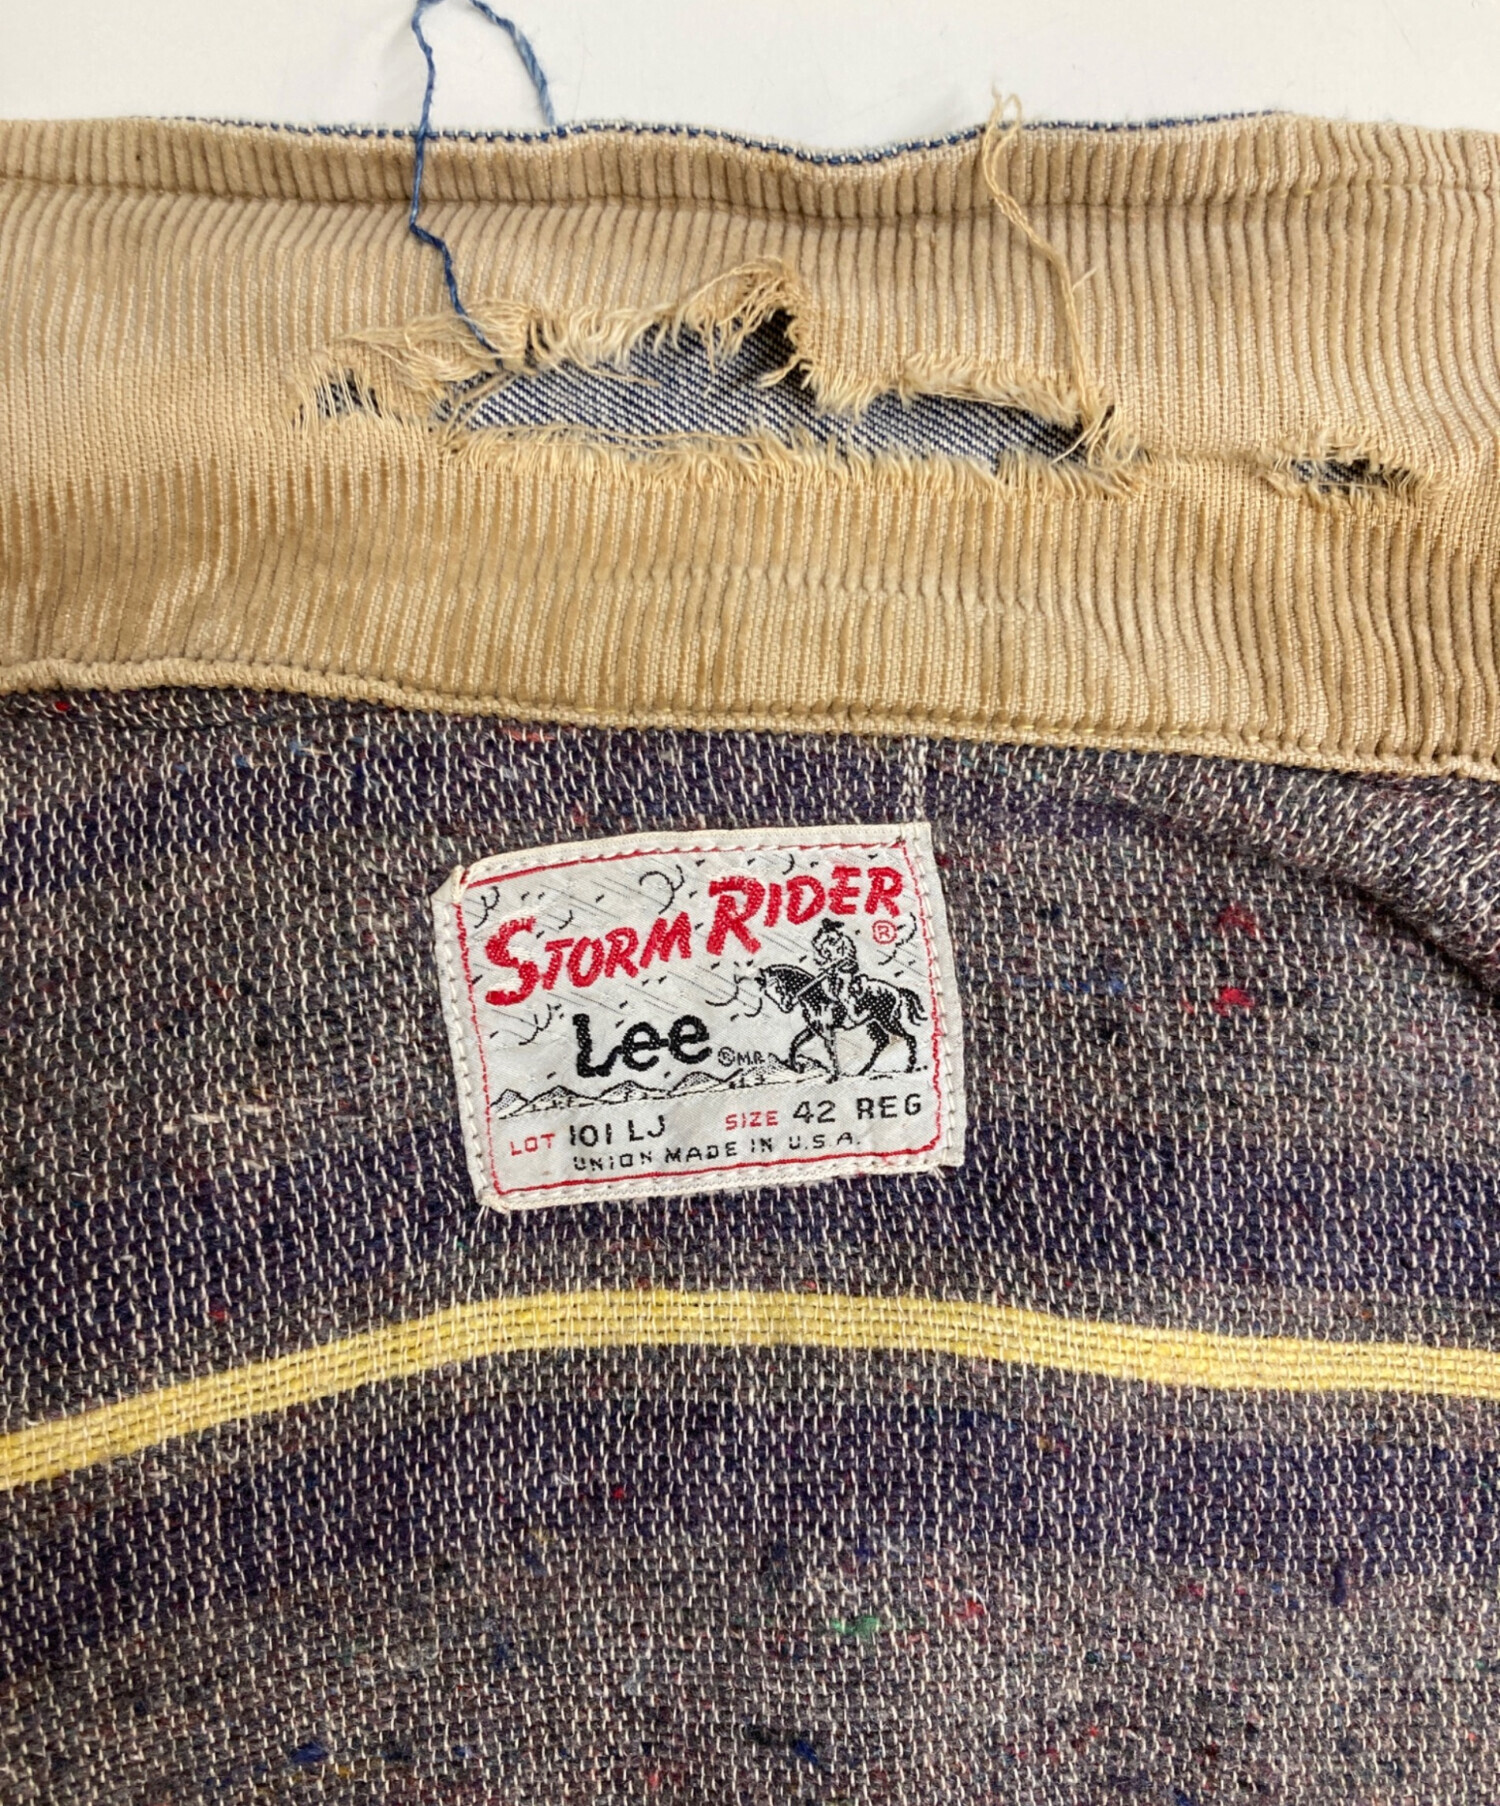 STORM RIDER ®
Lee ® M.R.
LOT 101 LJ SIZE 42 REG
UNION MADE IN U.S.A.